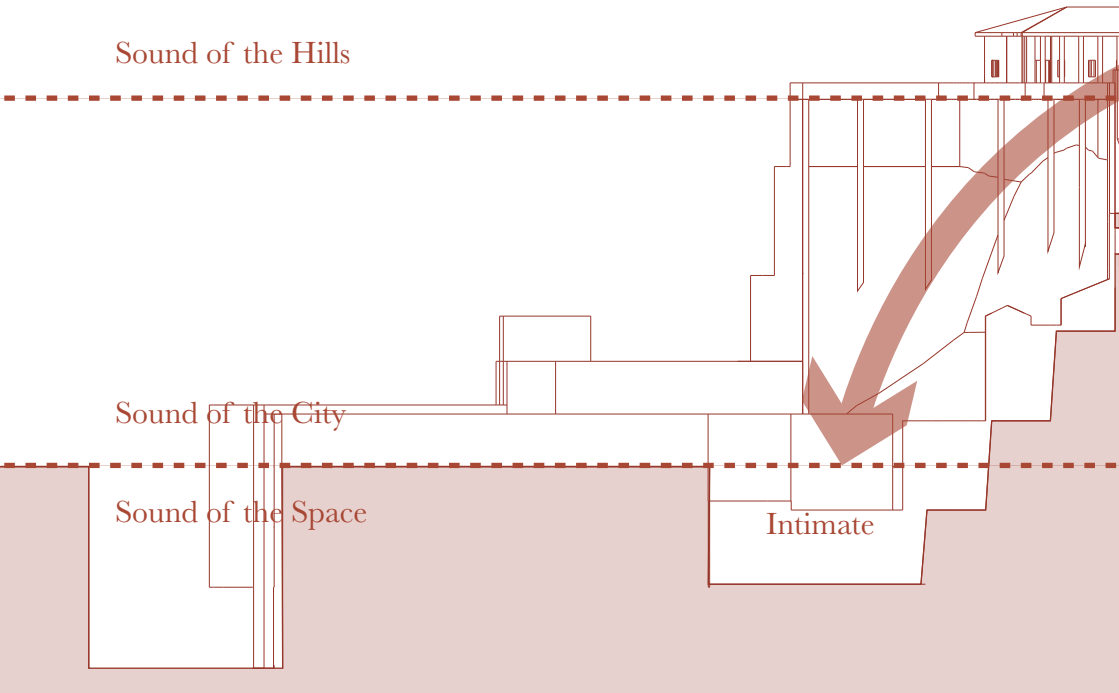 Sound of the Hills
Sound of the City
Sound of the Space
Intimate